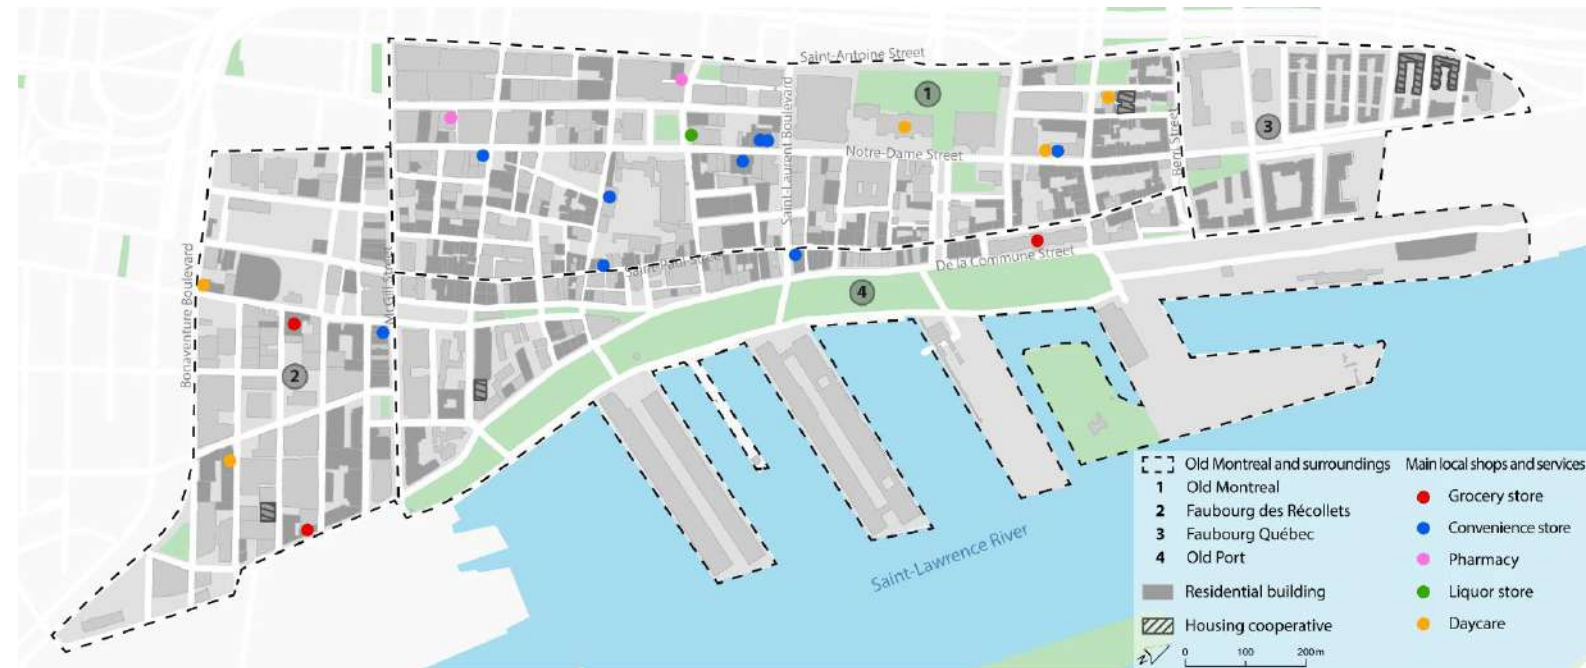 Saint-Antoine Street
1
Saint-Laurent Boulevard
Berri Street
3
Notre-Dame Street
Bonaventure Boulevard
McGill Street
Saint-Paul Street
De la Commune Street
4
2
Saint-Lawrence River
Old Montreal and surroundings
1 Old Montreal
2 Faubourg des Récollets
3 Faubourg Québec
4 Old Port
Residential building
Housing cooperative
N
0 100 200m
Main local shops and services
Grocery store
Convenience store
Pharmacy
Liquor store
Daycare